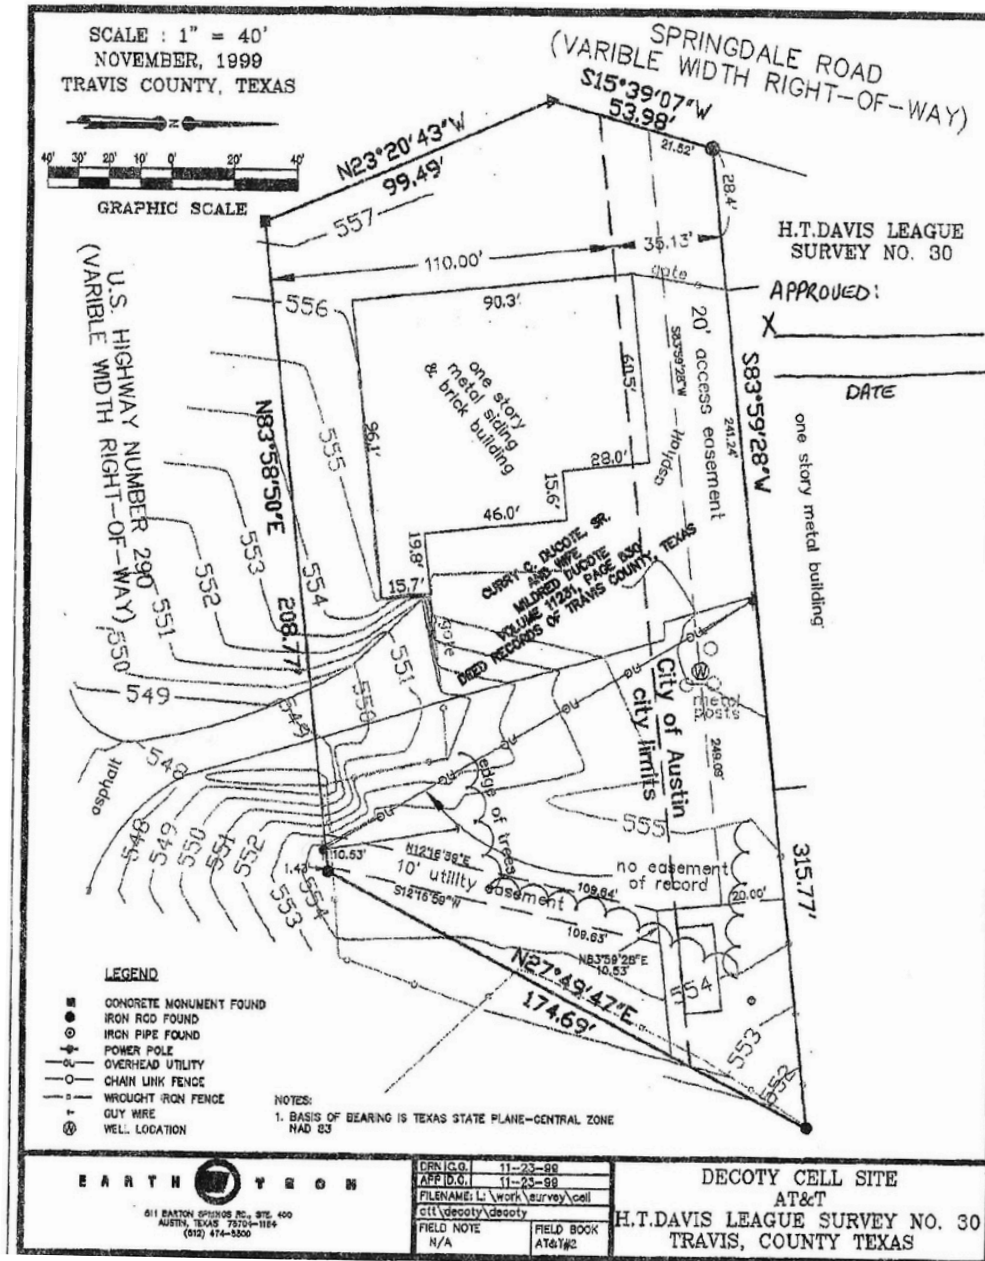 SCALE : 1" = 40'
NOVEMBER, 1999
TRAVIS COUNTY, TEXAS
N
40' 30' 20' 10' 0' 40'
GRAPHIC SCALE
SPRINGDALE ROAD
(VARIBLE WIDTH RIGHT-OF-WAY)
S15°39'07"W
53.98'
21.52'
N23°20'43"W
99.49'
28.4'
H.T.DAVIS LEAGUE
SURVEY NO. 30
APPROVED:
X
DATE
557
110.00'
35.13'
gate
556
90.3'
U.S. HIGHWAY NUMBER 290
(VARIBLE WIDTH RIGHT-OF-WAY)
N83°58'50"E
208.77'
one story
metal siding
& brick building
60.5'
S83°59'28"W
20' access easement
asphalt
S83°59'28"W
241.24'
one story metal building
96.1'
555
28.0'
15.6'
46.0'
19.8'
15.7'
gate
CURRY C. DUCOTE, SR.
AND WIFE
MILDRED DUCOTE
VOLUME 11231, PAGE 830
DEED RECORDS OF TRAVIS COUNTY, TEXAS
554
553
552
551
550
549
551
550
549
548
asphalt
548
549
550
551
552
553
554
W
metal
posts
City of Austin
city limits
249.09'
edge of trees
555
no easement
of record
315.77'
20.00'
10.53'
1.43'
N12°16'59"E
10' utility easement
109.64'
S12°16'59"W
109.63'
N83°59'28"E
10.53'
N27°49'47"E
174.69'
554
553
552
LEGEND
CONCRETE MONUMENT FOUND
IRON ROD FOUND
IRON PIPE FOUND
POWER POLE
OVERHEAD UTILITY
CHAIN LINK FENCE
WROUGHT IRON FENCE
GUY WIRE
WELL LOCATION
NOTES:
1. BASIS OF BEARING IS TEXAS STATE PLANE-CENTRAL ZONE
NAD 83
EARTH TECH
811 BARTON SPRINGS RD., STE. 400
AUSTIN, TEXAS 78704-1164
(512) 474-5500
DRN C.O. 11-23-99
APP D.O. 11-23-99
FILENAME: L: \work\survey\cell
att\decoty\decoty
FIELD NOTE
N/A
FIELD BOOK
AT&T#2
DECOTY CELL SITE
AT&T
H.T.DAVIS LEAGUE SURVEY NO. 30
TRAVIS, COUNTY TEXAS